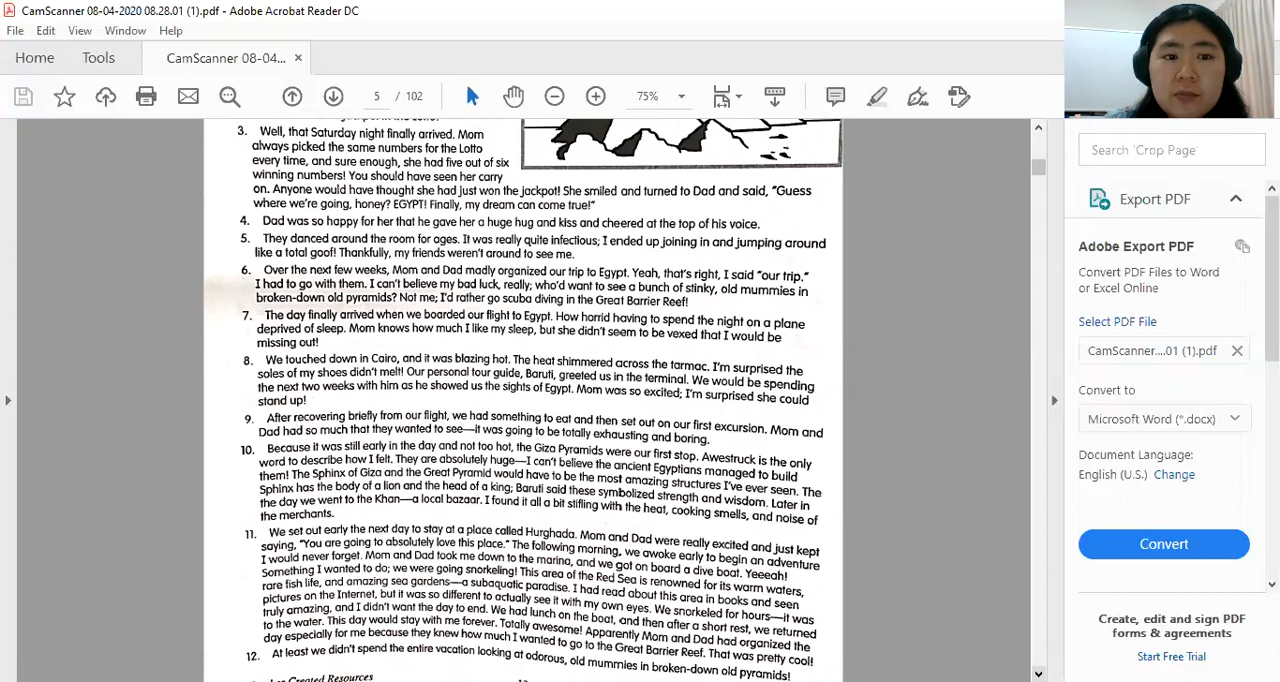 CamScanner 08-04-2020 08.28.01 (1).pdf - Adobe Acrobat Reader DC
File Edit View Window Help
Home Tools CamScanner 08-04... ×
5 / 102 75%
3. Well, that Saturday night finally arrived. Mom
always picked the same numbers for the Lotto
every time, and sure enough, she had five out of six
winning numbers! You should have seen her carry
on. Anyone would have thought she had just won the jackpot! She smiled and turned to Dad and said, "Guess
where we're going, honey? EGYPT! Finally, my dream can come true!"
4. Dad was so happy for her that he gave her a huge hug and kiss and cheered at the top of his voice.
5. They danced around the room for ages. It was really quite infectious; I ended up joining in and jumping around
like a total goof! Thankfully, my friends weren't around to see me.
6. Over the next few weeks, Mom and Dad madly organized our trip to Egypt. Yeah, that's right, I said "our trip."
I had to go with them. I can't believe my bad luck, really; who'd want to see a bunch of stinky, old mummies in
broken-down old pyramids? Not me; I'd rather go scuba diving in the Great Barrier Reef!
7. The day finally arrived when we boarded our flight to Egypt. How horrid having to spend the night on a plane
deprived of sleep. Mom knows how much I like my sleep, but she didn't seem to be vexed that I would be
missing out!
8. We touched down in Cairo, and it was blazing hot. The heat shimmered across the tarmac. I'm surprised the
soles of my shoes didn't melt! Our personal tour guide, Baruti, greeted us in the terminal. We would be spending
the next two weeks with him as he showed us the sights of Egypt. Mom was so excited; I'm surprised she could
stand up!
9. After recovering briefly from our flight, we had something to eat and then set out on our first excursion. Mom and
Dad had so much that they wanted to see—it was going to be totally exhausting and boring.
10. Because it was still early in the day and not too hot, the Giza Pyramids were our first stop. Awestruck is the only
word to describe how I felt. They are absolutely huge—I can't believe the ancient Egyptians managed to build
them! The Sphinx of Giza and the Great Pyramid would have to be the most amazing structures I've ever seen. The
Sphinx has the body of a lion and the head of a king; Baruti said these symbolized strength and wisdom. Later in
the day we went to the Khan—a local bazaar. I found it all a bit stifling with the heat, cooking smells, and noise of
the merchants.
11. We set out early the next day to stay at a place called Hurghada. Mom and Dad were really excited and just kept
saying, "You are going to absolutely love this place." The following morning, we awoke early to begin an adventure
I would never forget. Mom and Dad took me down to the marina, and we got on board a dive boat. Yeeeah!
Something I wanted to do; we were going snorkeling! This area of the Red Sea is renowned for its warm waters,
rare fish life, and amazing sea gardens—a subaquatic paradise. I had read about this area in books and seen
pictures on the Internet, but it was so different to actually see it with my own eyes. We snorkeled for hours—it was
truly amazing, and I didn't want the day to end. We had lunch on the boat, and then after a short rest, we returned
to the water. This day would stay with me forever. Totally awesome! Apparently Mom and Dad had organized the
day especially for me because they knew how much I wanted to go to the Great Barrier Reef. That was pretty cool!
12. At least we didn't spend the entire vacation looking at odorous, old mummies in broken-down old pyramids!
Created Resources
Search 'Crop Page'
Export PDF
Adobe Export PDF
Convert PDF Files to Word
or Excel Online
Select PDF File
CamScanner....01 (1).pdf ×
Convert to
Microsoft Word (*.docx)
Document Language:
English (U.S.) Change
Convert
Create, edit and sign PDF
forms & agreements
Start Free Trial